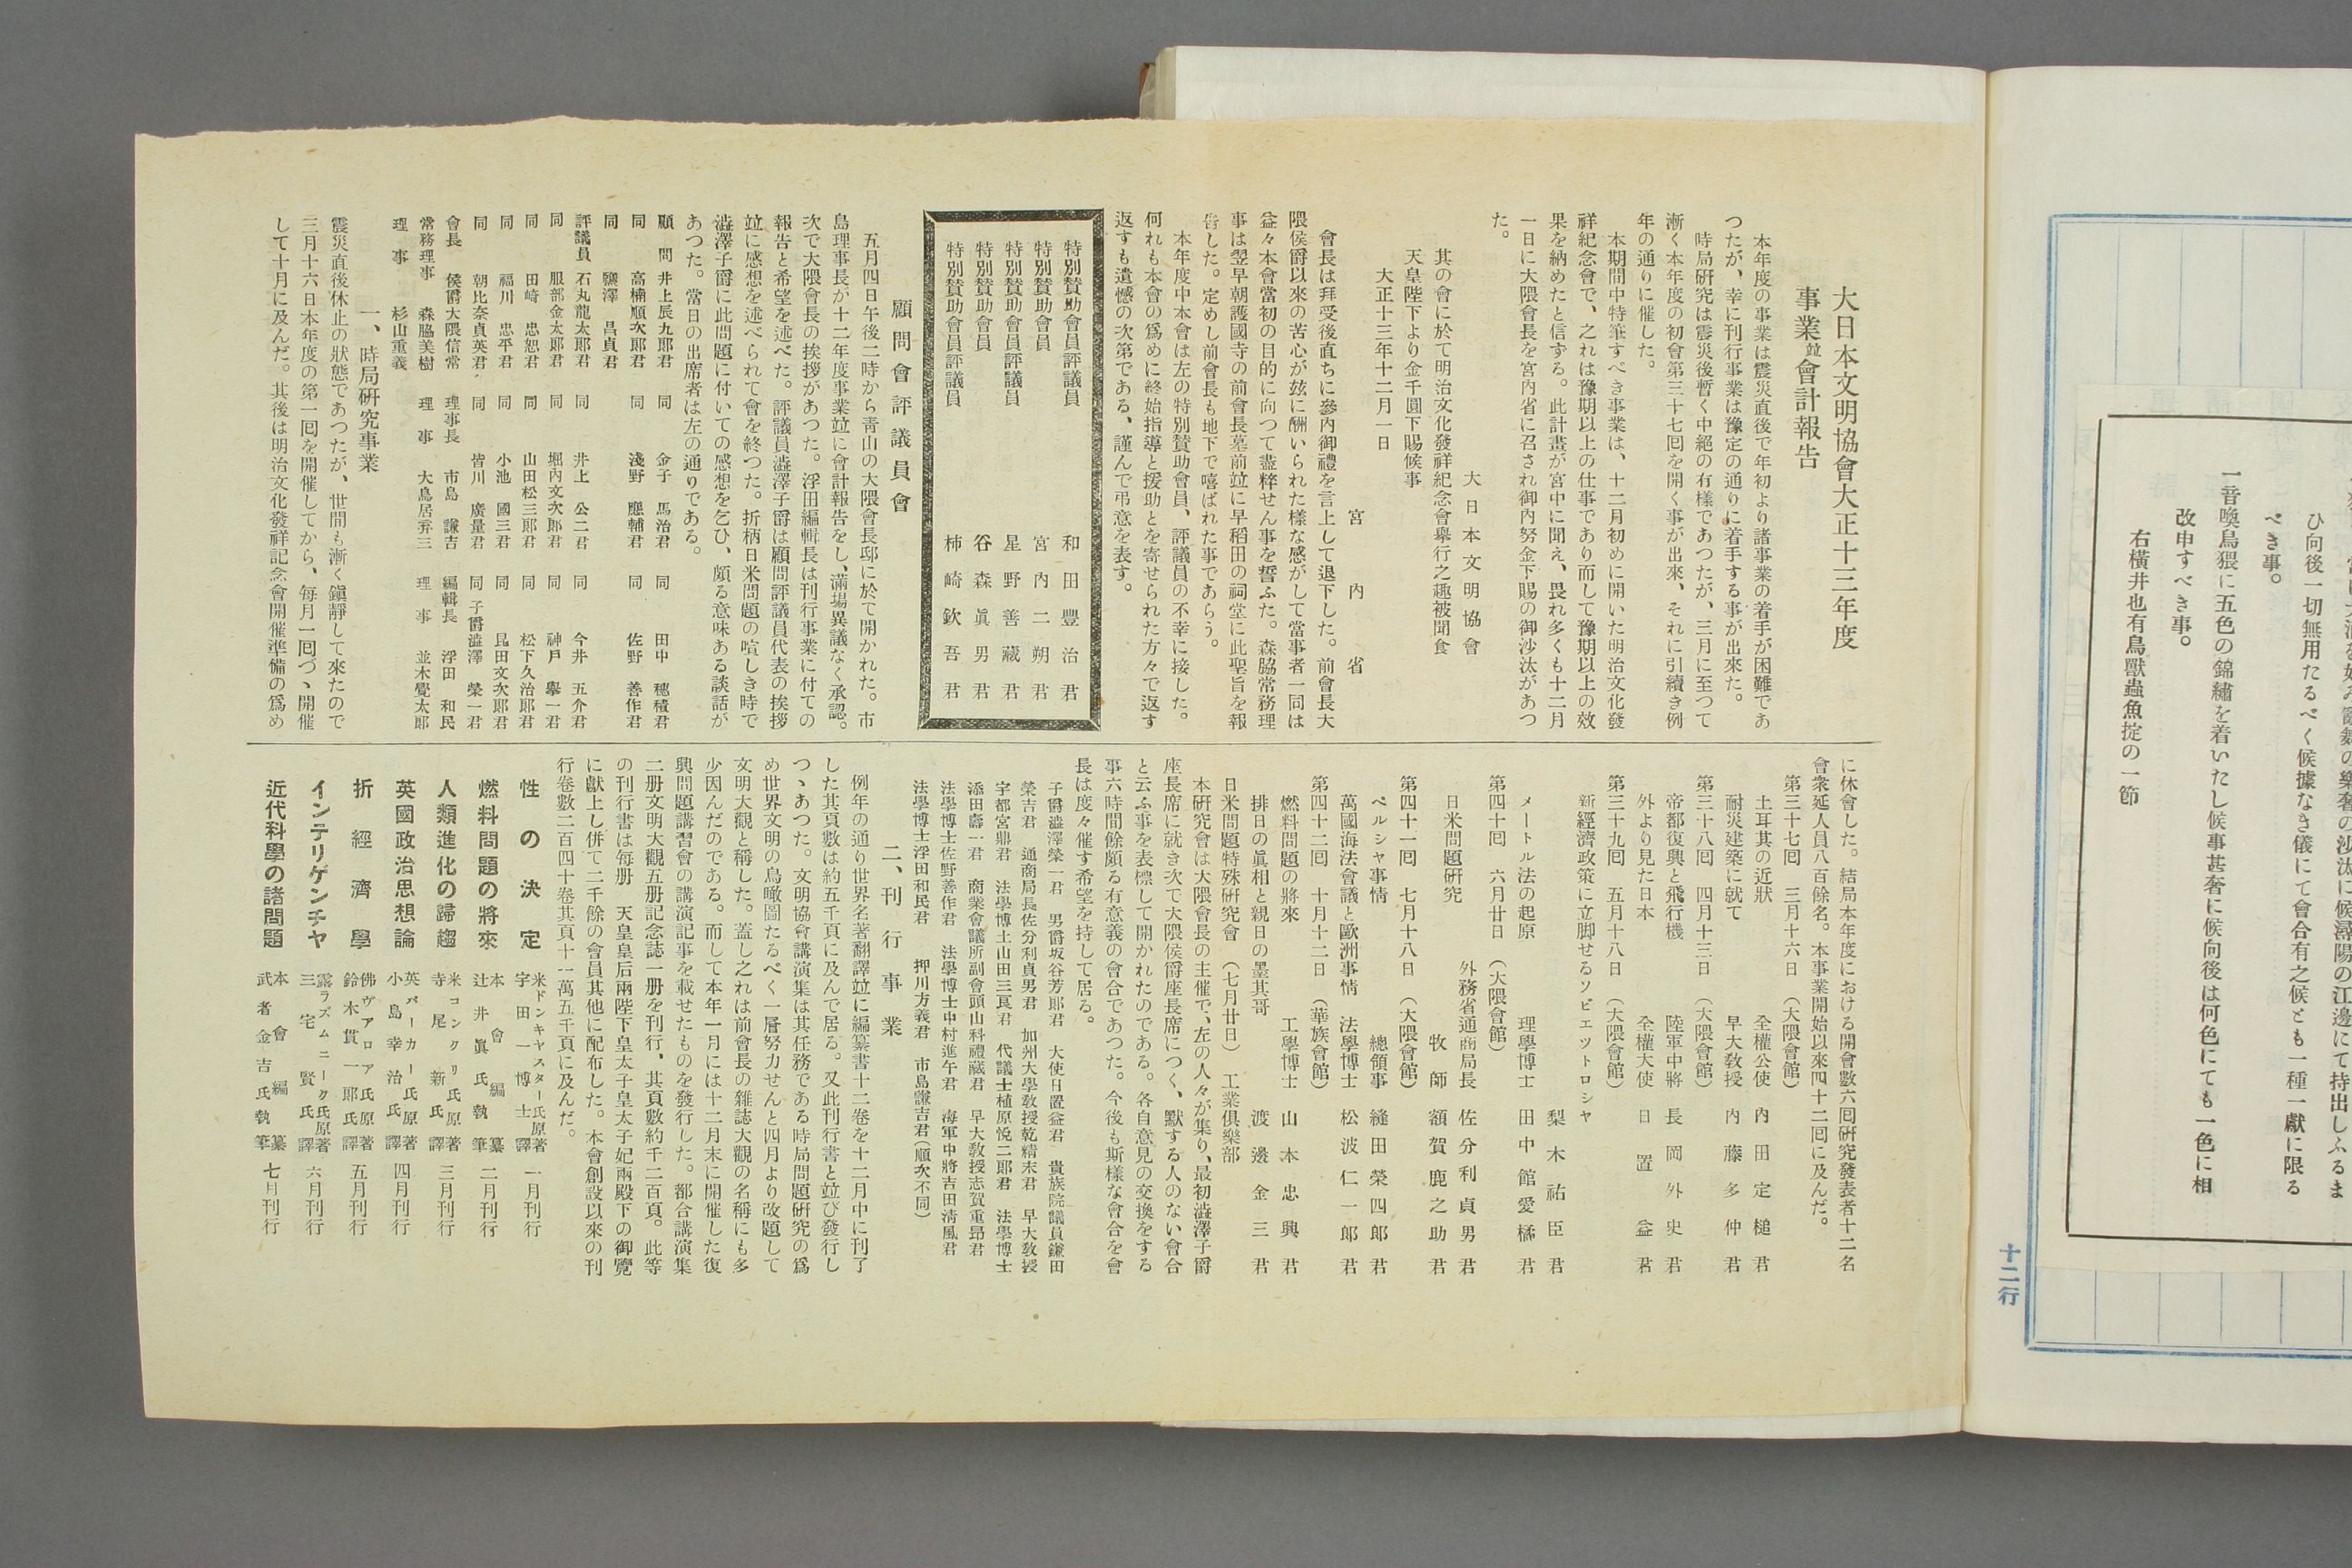 ひ向後一切無用たるべく候據なき儀にて會合有之候とも一種一獻に限る
べき事。
一音喚鳥猥に五色の錦繡を着いたし候事甚奢に候向後は何色にても一色に相
改申すべき事。
右橫井也有鳥獸蟲魚掟の一節
十二行
大日本文明協會大正十三年度
事業竝會計報告
本年度の事業は震災直後で年初より諸事業の着手が困難であ
つたが、幸に刊行事業は豫定の通りに着手する事が出來た。
時局硏究は震災後暫く中絕の有樣であつたが、三月に至つて
漸く本年度の初會第三十七囘を開く事が出來、それに引續き例
年の通りに催した。
本期間中特筆すべき事業は、十二月初めに開いた明治文化發
祥紀念會で、之れは豫期以上の仕事であり而して豫期以上の效
果を納めたと信ずる。此計畫が宮中に聞え、畏れ多くも十二月
一日に大隈會長を宮內省に召され御內努金下賜の御沙汰があつ
た。
大日本文明協會
其の會に於て明治文化發祥紀念會擧行之趣被聞食
天皇陛下より金千圓下賜候事
大正十三年十二月一日
宮內省
會長は拜受後直ちに參內御禮を言上して退下した。前會長大
隈侯爵以來の苦心が玆に酬いられた樣な感がして當事者一同は
益々本會當初の目的に向つて盡粹せん事を誓ふた。森脇常務理
事は翌早朝護國寺の前會長墓前竝に早稻田の祠堂に此聖旨を報
告した。定めし前會長も地下で嘻ばれた事であらう。
本年度中本會は左の特別贊助會員、評議員の不幸に接した。
何れも本會の爲めに終始指導と援助とを寄せられた方々で返す
返すも遺憾の次第である、謹んで弔意を表す。
特別贊助會員評議員 和田豐治君
特別贊助會員 宮內二朔君
特別贊助會員評議員 星野善藏君
特別贊助會員 谷森眞男君
特別贊助會員評議員 柿崎欽吾君
顧問會評議員會
五月四日午後二時から靑山の大隈會長邸に於て開かれた。市
島理事長が十二年度事業竝に會計報告をし、滿場異議なく承認。
次で大隈會長の挨拶があつた。浮田編輯長は刊行事業に付ての
報告と希望を述べた。評議員澁澤子爵は顧問評議員代表の挨拶
竝に感想を述べられて會を終つた。折柄日米問題の喧しき時で
澁澤子爵に此問題に付いての感想を乞ひ、頗る意味ある談話が
あつた。當日の出席者は左の通りである。
顧問 井上辰九郞君 同 金子馬治君 同 田中穗積君
同 高楠順次郞君 同 淺野應輔君 同 佐野善作君
同 鹽澤昌貞君
評議員 石丸龍太郞君 同 井上公二君 同 今井五介君
同 服部金太郞君 同 堀內文次郞君 同 神戶擧一君
同 田崎忠恕君 同 山田松三郞君 同 松下久治郞君
同 福川忠平君 同 小池國三君 同 昆田文次郞君
同 朝比奈貞英君 同 皆川廣量君 同 子爵澁澤榮一君
會長 侯爵大隈信常 理事長 市島謙吉 編輯長 浮田和民
常務理事 森脇美樹 理事 大鳥居弃三 理事 並木覺太郞
理事 杉山重義
一、時局硏究事業
震災直後休止の狀態であつたが、世間も漸く鎭靜して來たので
三月十六日本年度の第一囘を開催してから、每月一囘づゝ開催
して十月に及んだ。其後は明治文化發祥記念會開催準備の爲め
に休會した。結局本年度における開會數六囘硏究發表者十二名
會衆延人員八百餘名。本事業開始以來四十二囘に及んだ。
第三十七囘 三月十六日(大隈會館)
土耳其の近狀 全權公使 內田定槌君
耐災建築に就て 早大敎授 內藤多仲君
第三十八囘 四月十三日(大隈會館)
帝都復興と飛行機 陸軍中將 長岡外史君
外より見た日本 全權大使 日置益君
第三十九囘 五月十八日(大隈會館)
新經濟政策に立脚せるソビエツトロシヤ
梨木祐臣君
メートル法の起原 理學博士 田中館愛橘君
第四十囘 六月廿日(大隈會館)
外務省通商局長 佐分利貞男君
日米問題硏究 牧師 額賀鹿之助君
第四十一囘 七月十八日(大隈會館)
ペルシヤ事情 總領事 縫田榮四郞君
萬國海法會議と歐洲事情 法學博士 松波仁一郞君
第四十二囘 十月十二日(華族會館)
燃料問題の將來 工學博士 山本忠興君
排日の眞相と親日の墨其哥 渡邊金三君
日米問題特殊硏究會(七月廿日)工業俱樂部
本硏究會は大隈會長の主催で、左の人々が集り、最初澁澤子爵
座長席に就き次で大隈侯爵座長席につく、默する人のない會合
と云ふ事を表標して開かれたのである。各自意見の交換をする
事六時間餘頗る有意義の會合であつた。今後も斯樣な會合を會
長は度々催す希望を持して居る。
子爵澁澤榮一君 男爵坂谷芳郞君 大使日置益君 貴族院議員鎌田
榮吉君 通商局長佐分利貞男君 加州大學敎授乾精末君 早大敎授
宇都宮鼎君 法學博士山田三良君 代議士植原悅二郞君 法學博士
添田壽一君 商業會議所副會頭山科禮藏君 早大敎授志賀重昂君
法學博士佐野善作君 法學博士中村進午君 海軍中將吉田淸風君
法學博士浮田和民君 押川方義君 市島謙吉君(順次不同)
二、刊行事業
例年の通り世界名著飜譯竝に編纂書十二卷を十二月中に刊了
した其頁數は約五千頁に及んで居る。又此刊行書と竝び發行し
つゝあつた。文明協會講演集は其任務である時局問題硏究の爲
め世界文明の鳥瞰圖たるべく一層努力せんと四月より改題して
文明大觀と稱した。蓋し之れは前會長の雜誌大觀の名稱にも多
少因んだのである。而して本年一月には十二月末に開催した復
興問題講習會の講演記事を載せたものを發行した。都合講演集
二册文明大觀五册記念誌一册を刊行、其頁數約千二百頁。此等
の刊行書は每册 天皇皇后兩陛下皇太子皇太子妃兩殿下の御覽
に獻上し併て二千餘の會員其他に配布した。本會創設以來の刊
行卷數二百四十卷其頁十一萬五千頁に及んだ。
性の決定 米ドンキヤスター氏原著 宇田一博士譯 一月刊行
燃料問題の將來 本會編纂 辻井眞氏執筆 二月刊行
人類進化の歸趨 米コンクリ氏原著 寺尾新氏譯 三月刊行
英國政治思想論 英バーカー氏原著 小島幸治氏譯 四月刊行
折經濟學 佛ヴアロア氏原著 鈴木貫一郞氏譯 五月刊行
インテリゲンチヤ 露ラズムニーク氏原著 三宅賢氏譯 六月刊行
近代科學の諸問題 本會編纂 武者金吉氏執筆 七月刊行